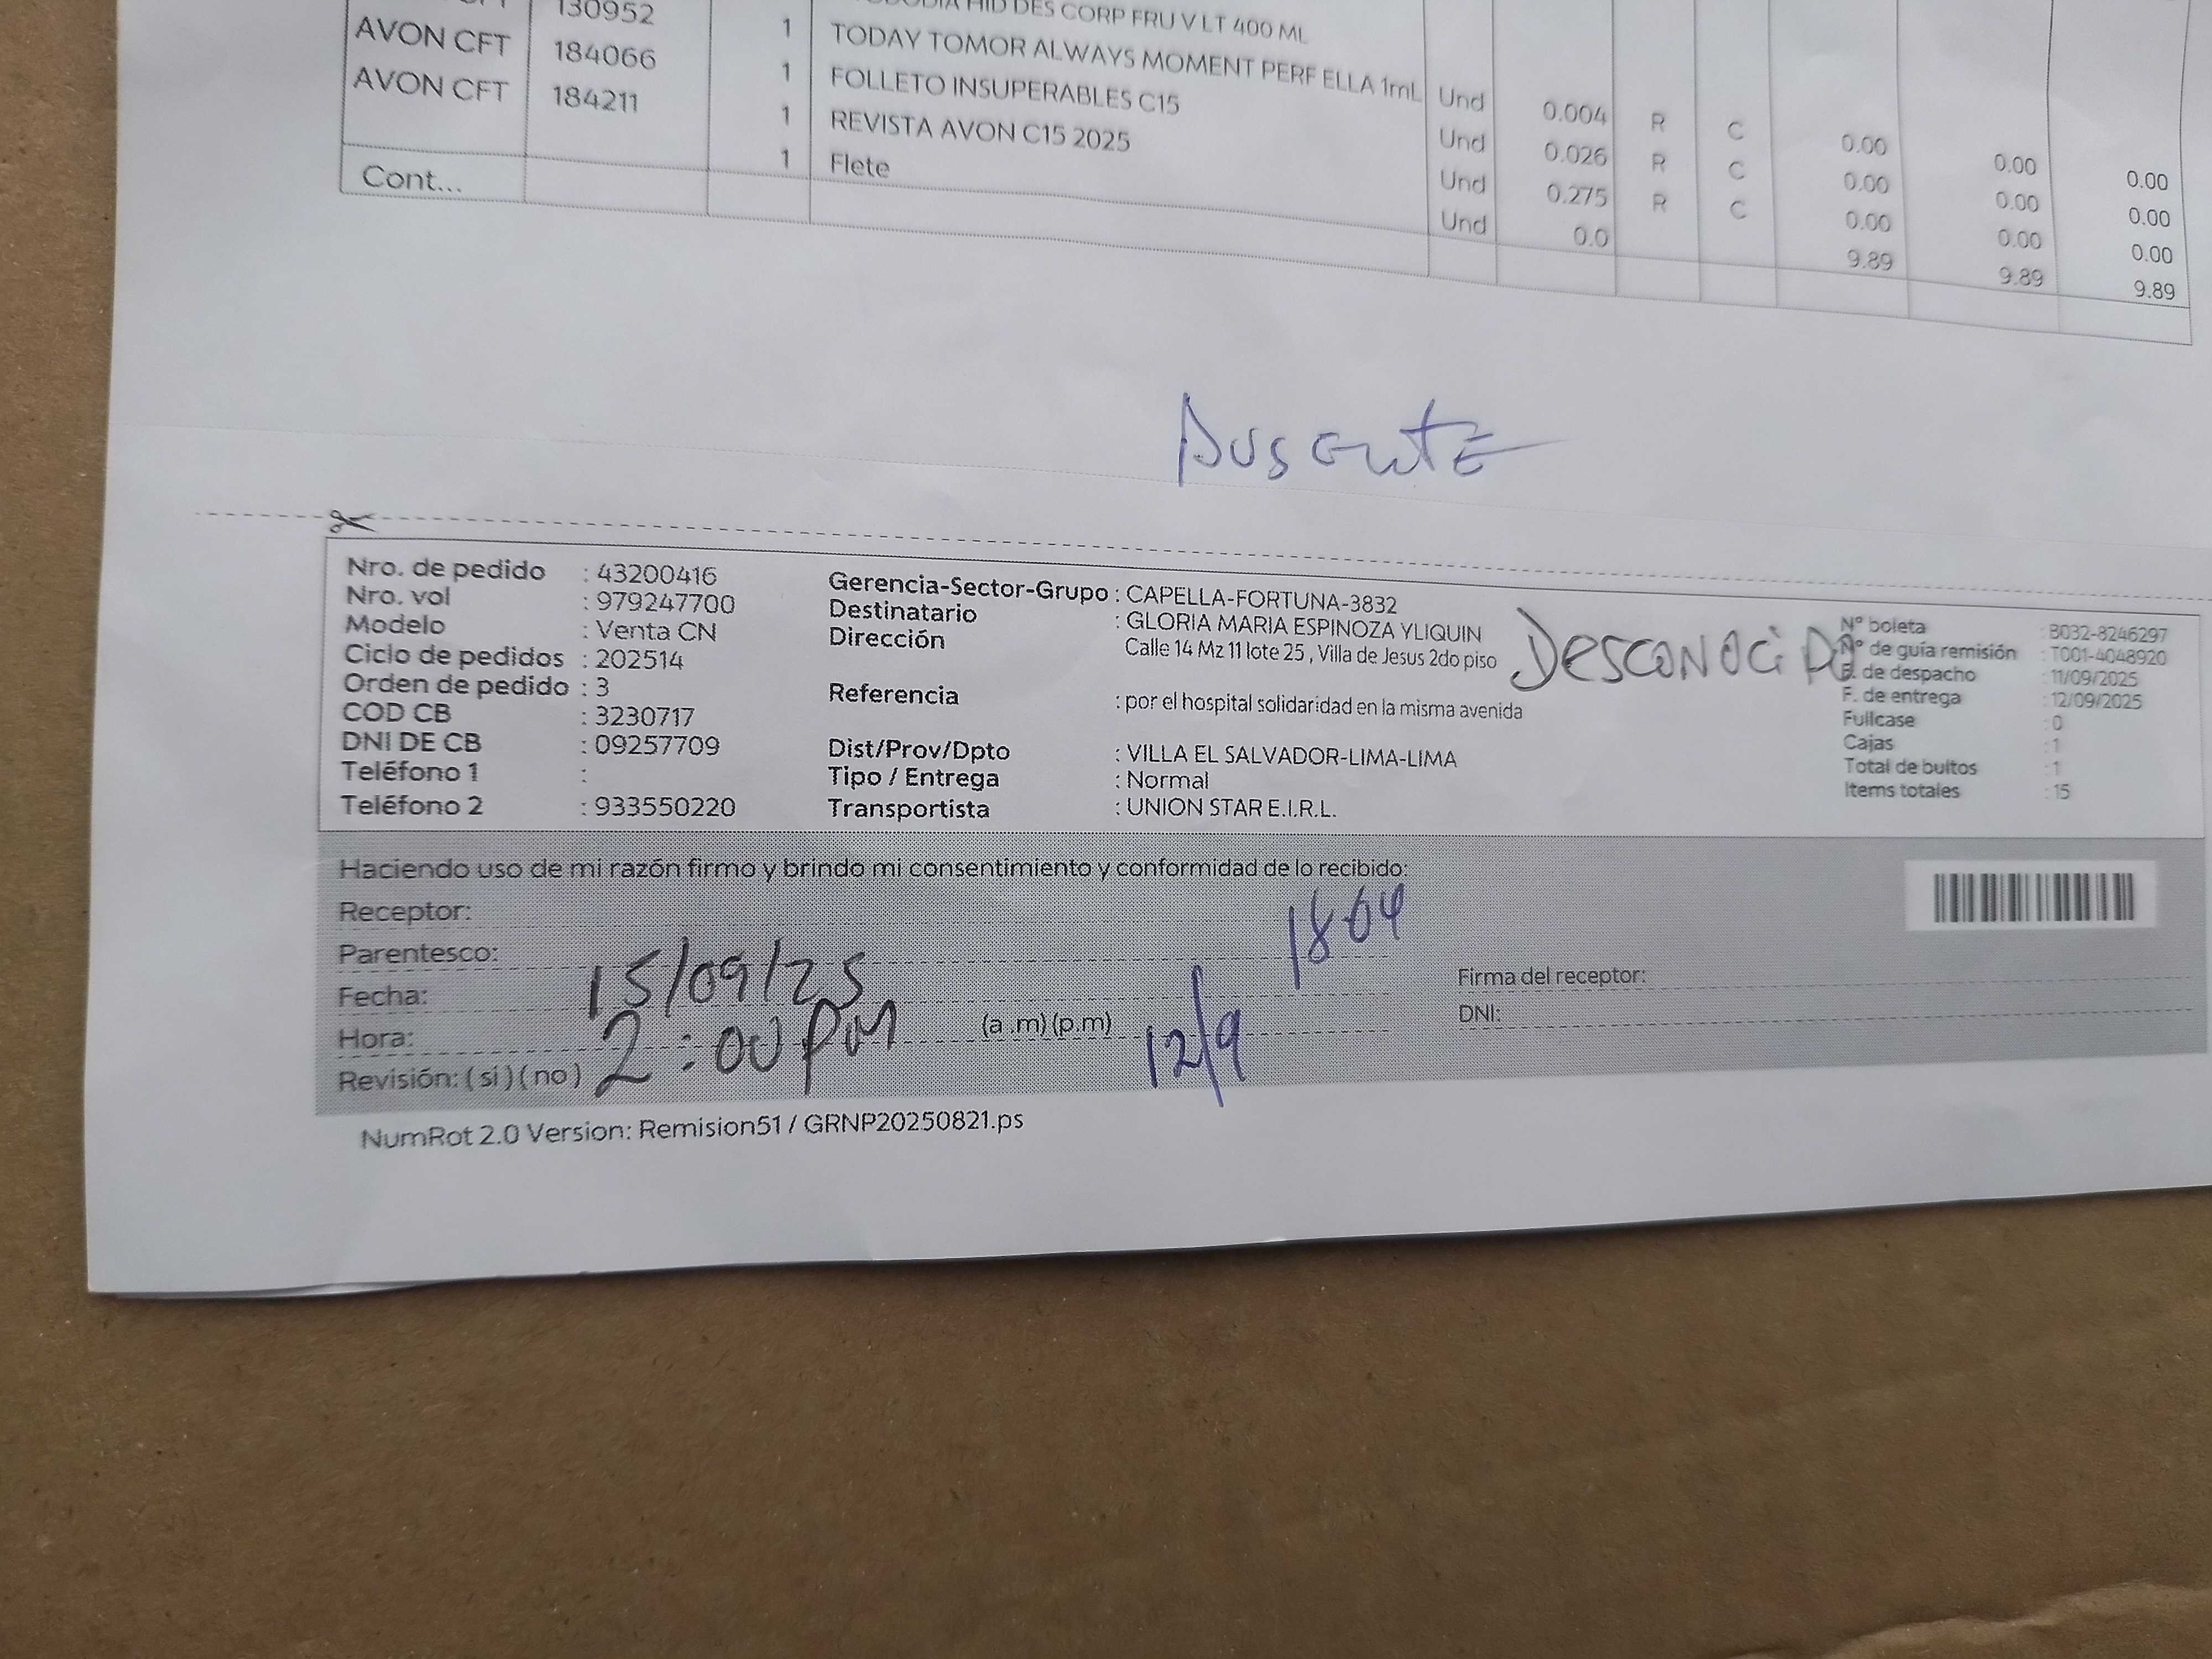 130952
1 TODODIA HID DES CORP FRU V LT 400 ML
AVON CFT 184066 1 TODAY TOMOR ALWAYS MOMENT PERF ELLA 1mL Und 0.004 R C 0.00 0.00 0.00
AVON CFT 184211 1 FOLLETO INSUPERABLES C15 Und 0.026 R C 0.00 0.00 0.00
1 REVISTA AVON C15 2025 Und 0.275 R C 0.00 0.00 0.00
Cont... Flete Und 0.0 9.89 9.89 9.89
AUSENTE
Nro. de pedido : 43200416
Nro. vol : 979247700
Modelo : Venta CN
Ciclo de pedidos : 202514
Orden de pedido : 3
COD CB : 3230717
DNI DE CB : 09257709
Teléfono 1 :
Teléfono 2 : 933550220
Gerencia-Sector-Grupo : CAPELLA-FORTUNA-3832
Destinatario : GLORIA MARIA ESPINOZA YLIQUIN
Dirección Calle 14 Mz 11 lote 25 , Villa de Jesus 2do piso
Referencia : por el hospital solidaridad en la misma avenida
Dist/Prov/Dpto : VILLA EL SALVADOR-LIMA-LIMA
Tipo / Entrega : Normal
Transportista : UNION STAR E.I.R.L.
DESCONOCIDA
N° boleta : B032-8246297
N° de guía remisión : T001-4048920
F. de despacho : 11/09/2025
F. de entrega : 12/09/2025
Fullcase : 0
Cajas : 1
Total de bultos : 1
Items totales : 15
Haciendo uso de mi razón firmo y brindo mi consentimiento y conformidad de lo recibido:
Receptor:
Parentesco: 1804
Fecha: 15/09/25
Hora: 2:00 PM (a .m) (p.m) 12/9
Revisión: ( si ) ( no )
Firma del receptor:
DNI:
NumRot 2.0 Version: Remision51 / GRNP20250821.ps